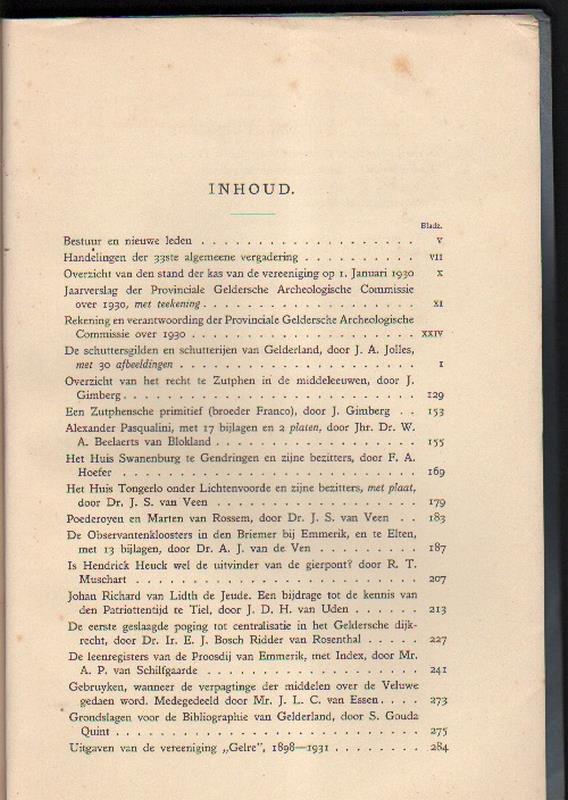 INHOUD.
Bladz.
Bestuur en nieuwe leden . . . . . . . . . . . . . . . . . . . V
Handelingen der 33ste algemeene vergadering . . . . . . . . . . VII
Overzicht van den stand der kas van de vereeniging op 1. Januari 1930 X
Jaarverslag der Provinciale Geldersche Archeologische Commissie
over 1930, met teekening . . . . . . . . . . . . . . . . . . . XI
Rekening en verantwoording der Provinciale Geldersche Archeologische
Commissie over 1930 . . . . . . . . . . . . . . . . . . . . XXIV
De schuttersgilden en schutterijen van Gelderland, door J. A. Jolles,
met 30 afbeeldingen . . . . . . . . . . . . . . . . . . . . . 1
Overzicht van het recht te Zutphen in de middeleeuwen, door J.
Gimberg . . . . . . . . . . . . . . . . . . . . . . . . . . . 129
Een Zutphensche primitief (broeder Franco), door J. Gimberg . . 153
Alexander Pasqualini, met 17 bijlagen en 2 platen, door Jhr. Dr. W.
A. Beelaerts van Blokland . . . . . . . . . . . . . . . . . . 155
Het Huis Swanenburg te Gendringen en zijne bezitters, door F. A.
Hoefer . . . . . . . . . . . . . . . . . . . . . . . . . . . 169
Het Huis Tongerlo onder Lichtenvoorde en zijne bezitters, met plaat,
door Dr. J. S. van Veen . . . . . . . . . . . . . . . . . . . 179
Poederoyen en Marten van Rossem, door Dr. J. S. van Veen . . 183
De Observantenkloosters in den Briemer bij Emmerik, en te Elten,
met 13 bijlagen, door Dr. A. J. van de Ven . . . . . . . . . 187
Is Hendrick Heuck wel de uitvinder van de gierpont? door R. T.
Muschart . . . . . . . . . . . . . . . . . . . . . . . . . . 207
Johan Richard van Lidth de Jeude. Een bijdrage tot de kennis van
den Patriottentijd te Tiel, door J. D. H. van Uden . . . . . . 213
De eerste geslaagde poging tot centralisatie in het Geldersche dijk-
recht, door Dr. Ir. E. J. Bosch Ridder van Rosenthal . . . . . 227
De leenregisters van de Proosdij van Emmerik, met Index, door Mr.
A. P. van Schilfgaarde . . . . . . . . . . . . . . . . . . . 241
Gebruyken, wanneer de verpagtinge der middelen over de Veluwe
gedaen word. Medegedeeld door Mr. J. L. C. van Essen . . . . 273
Grondslagen voor de Bibliographie van Gelderland, door S. Gouda
Quint . . . . . . . . . . . . . . . . . . . . . . . . . . . . 275
Uitgaven van de vereeniging „Gelre”, 1898—1931 . . . . . . . . 284